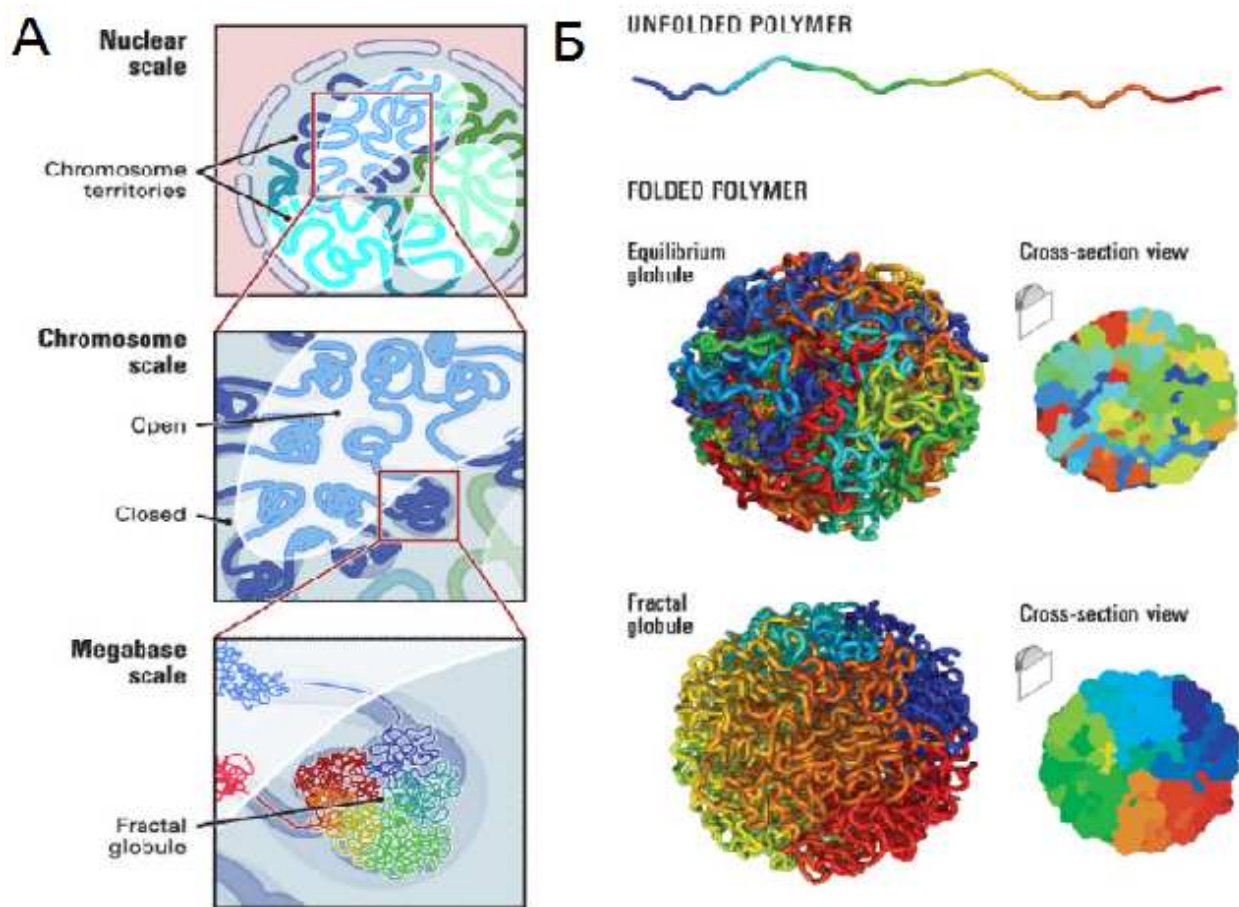 А
Nuclear
scale
Chromosome
territories
Chromosome
scale
Open
Closed
Megabase
scale
Fractal
globule
Б
UNFOLDED POLYMER
FOLDED POLYMER
Equilibrium
globule
Cross-section view
Fractal
globule
Cross-section view